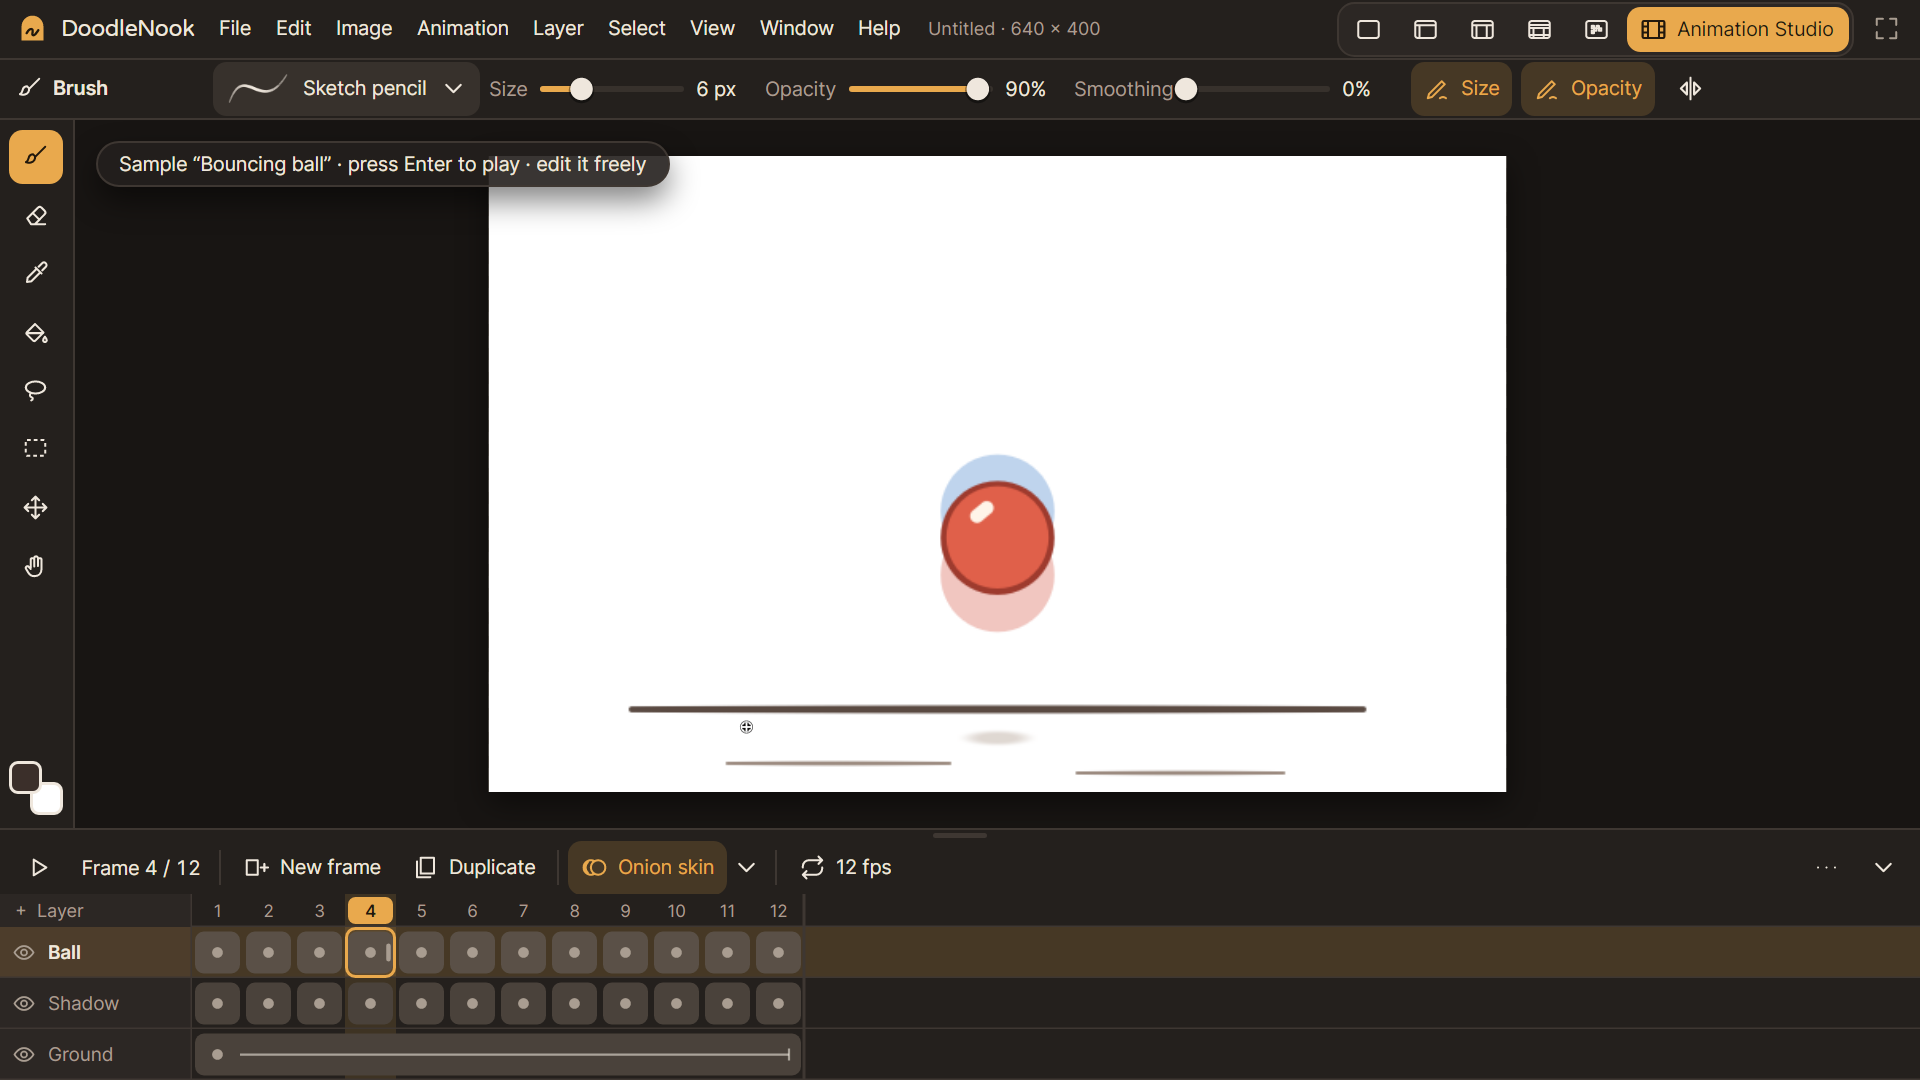 DoodleNook File Edit Image Animation Layer Select View Window Help Untitled · 640 × 400 Animation Studio
Brush Sketch pencil Size 6 px Opacity 90% Smoothing 0% Size Opacity
Sample “Bouncing ball” · press Enter to play · edit it freely
Frame 4 / 12 New frame Duplicate Onion skin 12 fps ···
+ Layer 1 2 3 4 5 6 7 8 9 10 11 12
Ball
Shadow
Ground